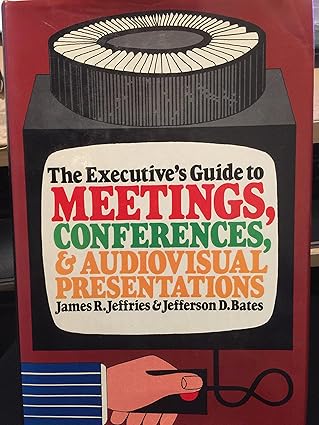 The Executive's Guide to
MEETINGS,
CONFERENCES,
& AUDIOVISUAL
PRESENTATIONS
James R. Jeffries & Jefferson D. Bates